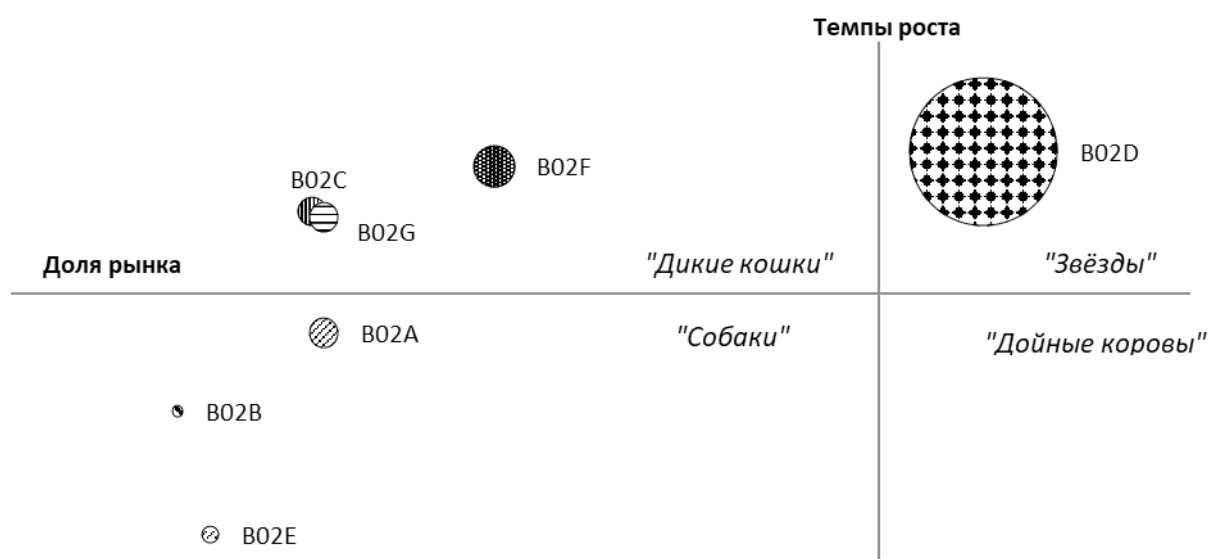 Темпы роста
B02D
B02F
B02C
B02G
Доля рынка
"Дикие кошки"
"Звёзды"
B02A
"Собаки"
"Дойные коровы"
B02B
B02E